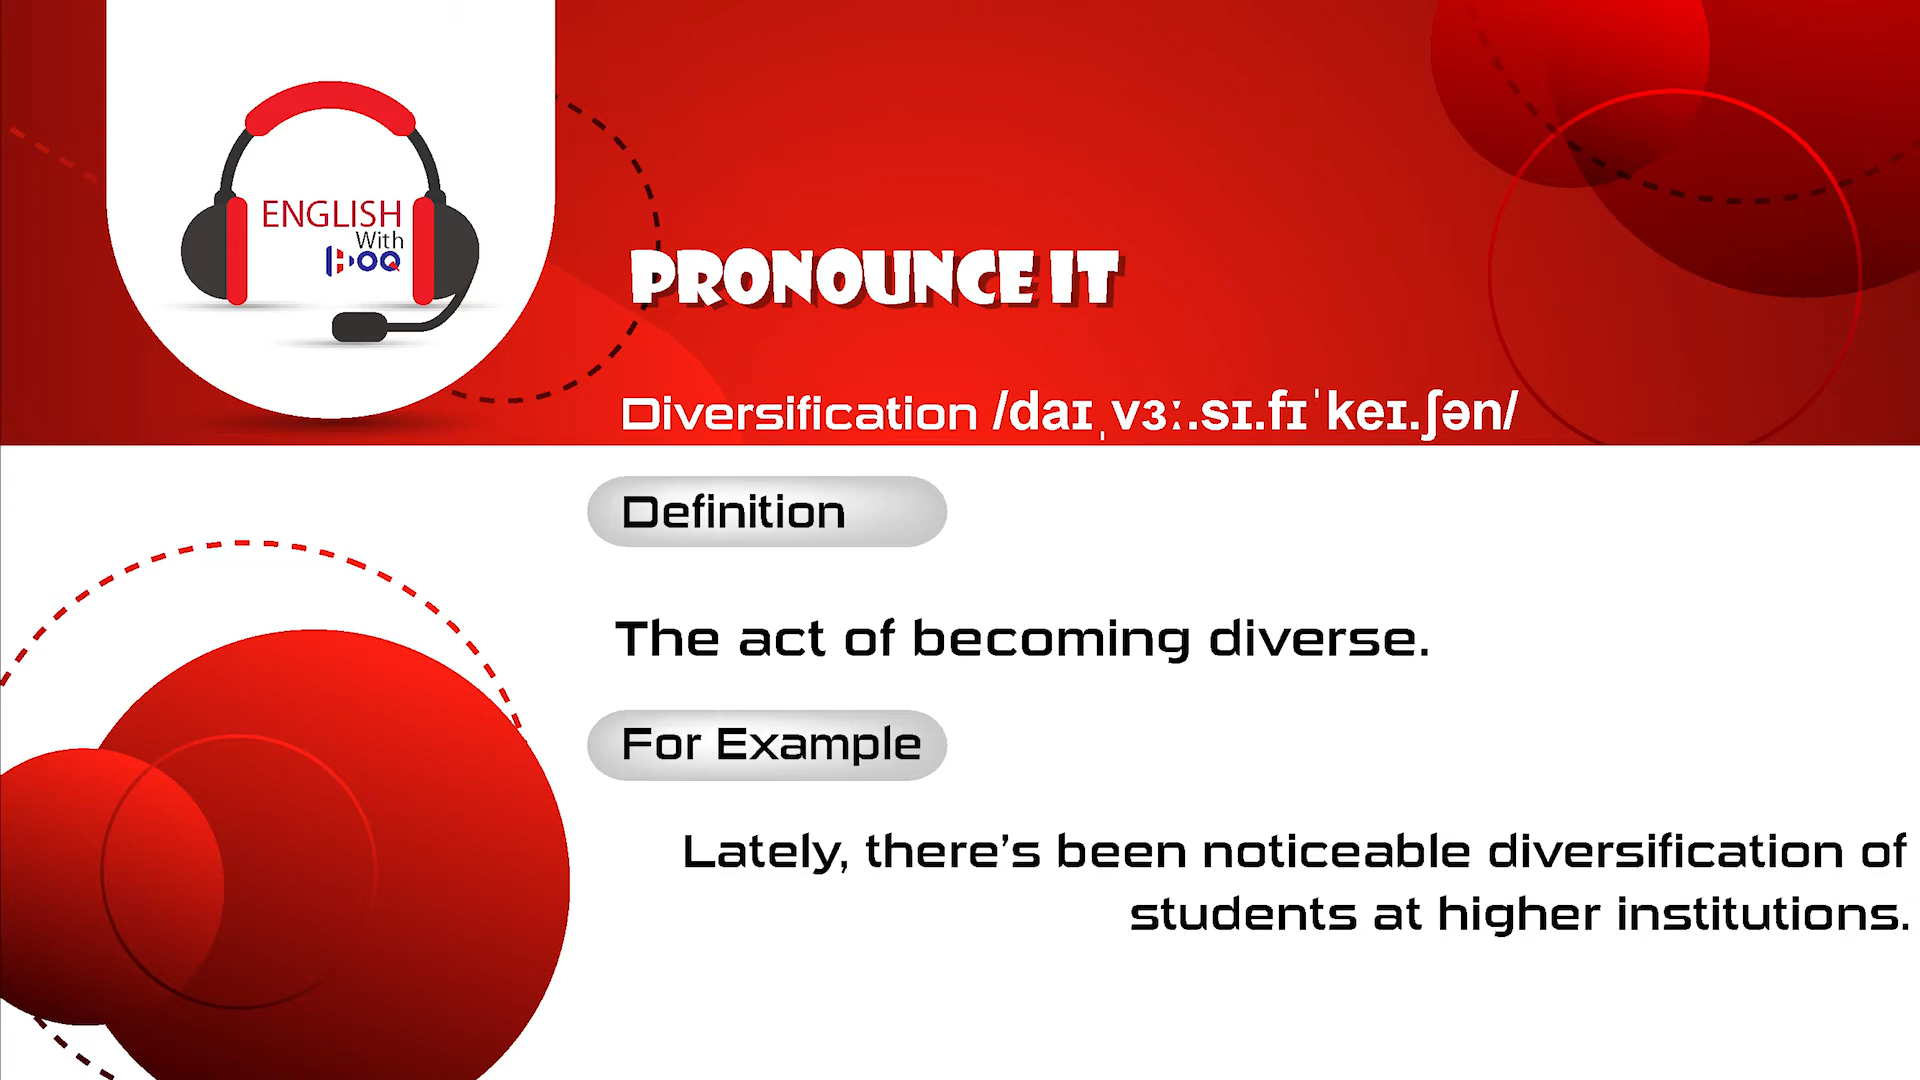 ENGLISH
With
HOQ
PRONOUNCE IT
Diversification /daɪˌvɜː.sɪ.fɪˈkeɪ.ʃən/
Definition
The act of becoming diverse.
For Example
Lately, there's been noticeable diversification of
students at higher institutions.